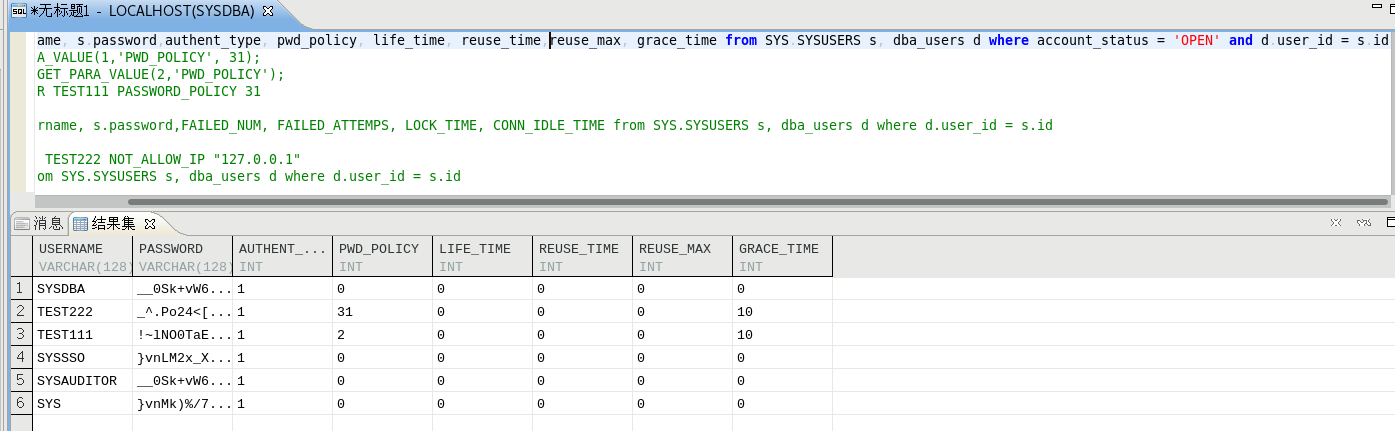 *无标题1 - LOCALHOST(SYSDBA)
ame, s.password,authent_type, pwd_policy, life_time, reuse_time,reuse_max, grace_time from SYS.SYSUSERS s, dba_users d where account_status = 'OPEN' and d.user_id = s.id
A_VALUE(1,'PWD_POLICY', 31);
GET_PARA_VALUE(2,'PWD_POLICY');
R TEST111 PASSWORD_POLICY 31
rname, s.password,FAILED_NUM, FAILED_ATTEMPS, LOCK_TIME, CONN_IDLE_TIME from SYS.SYSUSERS s, dba_users d where d.user_id = s.id
TEST222 NOT_ALLOW_IP "127.0.0.1"
om SYS.SYSUSERS s, dba_users d where d.user_id = s.id
消息 结果集
USERNAME PASSWORD AUTHENT_... PWD_POLICY LIFE_TIME REUSE_TIME REUSE_MAX GRACE_TIME
VARCHAR(128) VARCHAR(128) INT INT INT INT INT INT
1 SYSDBA __0Sk+vW6... 1 0 0 0 0 0
2 TEST222 _^.Po24<[... 1 31 0 0 0 10
3 TEST111 !~lNO0TaE... 1 2 0 0 0 10
4 SYSSSO }vnLM2x_X... 1 0 0 0 0 0
5 SYSAUDITOR __0Sk+vW6... 1 0 0 0 0 0
6 SYS }vnMk)%/7... 1 0 0 0 0 0